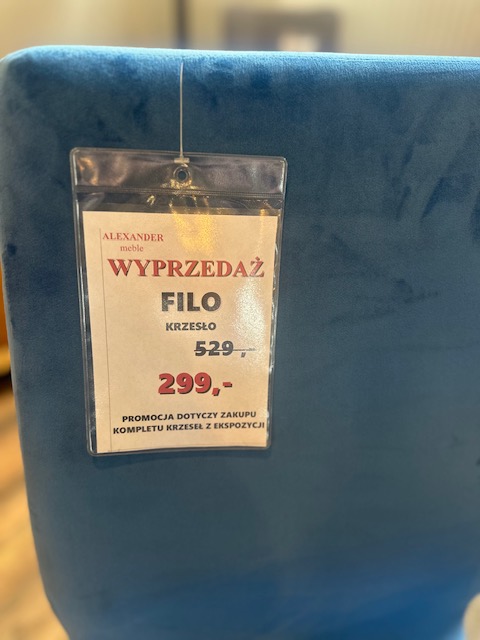 ALEXANDER
meble
WYPRZEDAŻ
FILO
KRZESŁO
529,-
299,-
PROMOCJA DOTYCZY ZAKUPU
KOMPLETU KRZESEŁ Z EKSPOZYCJI